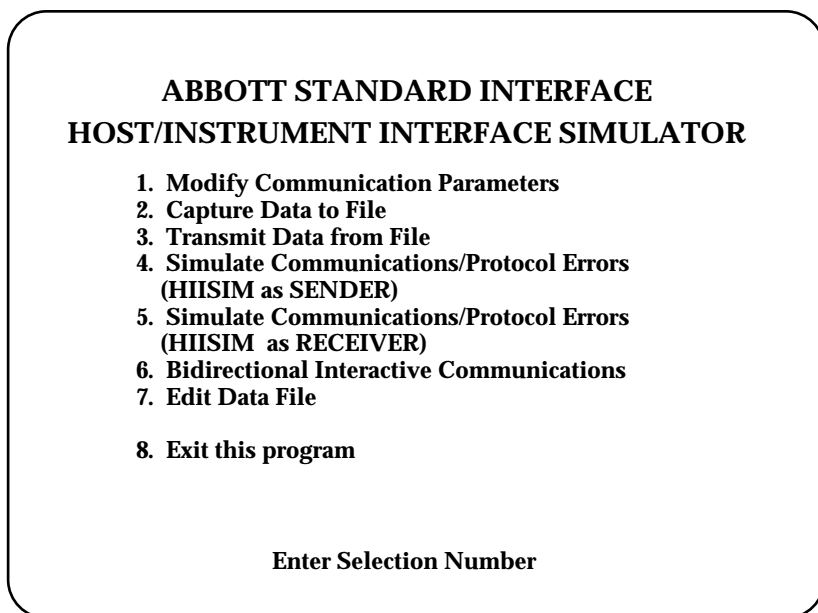 ABBOTT STANDARD INTERFACE
HOST/INSTRUMENT INTERFACE SIMULATOR
1. Modify Communication Parameters
2. Capture Data to File
3. Transmit Data from File
4. Simulate Communications/Protocol Errors
(HIISIM as SENDER)
5. Simulate Communications/Protocol Errors
(HIISIM as RECEIVER)
6. Bidirectional Interactive Communications
7. Edit Data File
8. Exit this program
Enter Selection Number